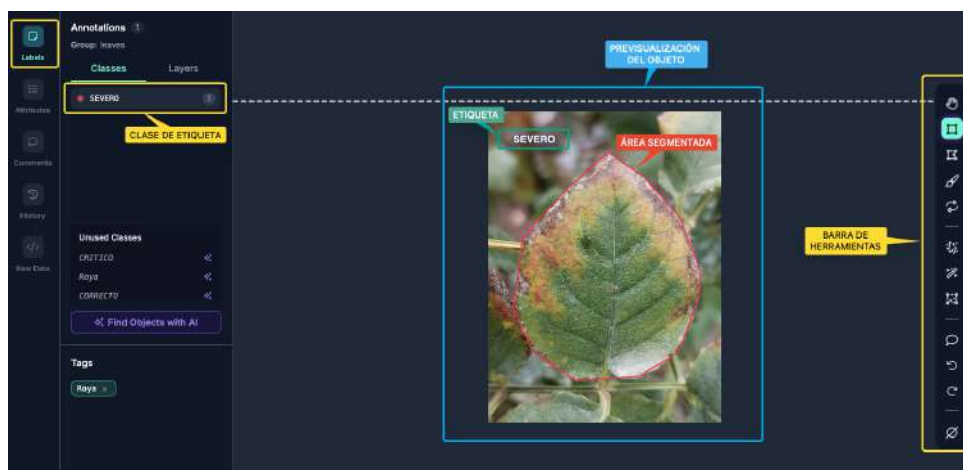 Labels
Attributes
Comments
History
Raw Data
Annotations 1
Group: leaves
Classes Layers
SEVERO 1
CLASE DE ETIQUETA
Unused Classes
CRITICO
Roya
CORRECTO
Find Objects with AI
Tags
Roya ×
PREVISUALIZACIÓN
DEL OBJETO
ETIQUETA
SEVERO
ÁREA SEGMENTADA
BARRA DE
HERRAMIENTAS